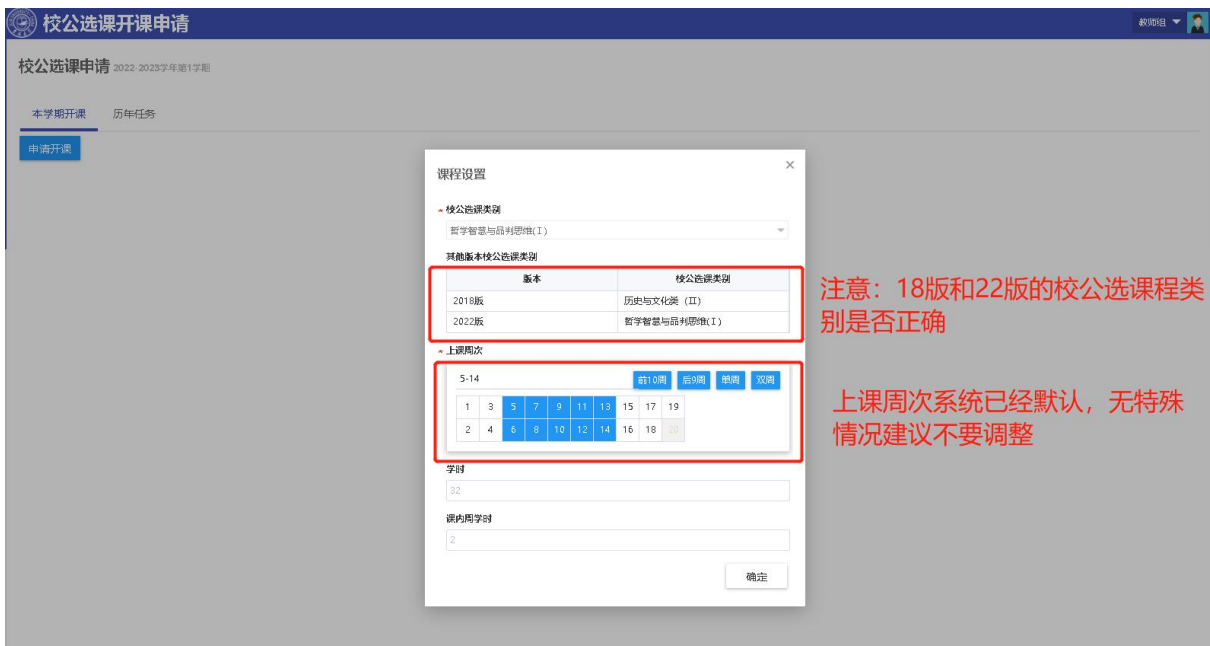 校公选课开课申请
教师组
校公选课申请 2022-2023学年第1学期
本学期开课 历年任务
申请开课
课程设置
校公选课类别
哲学智慧与品判思维(I)
其他版本校公选课类别
版本 校公选课类别
2018版 历史与文化类 (II)
2022版 哲学智慧与品判思维(I)
注意：18版和22版的校公选课程类
别是否正确
上课周次
5-14 前10周 后9周 单周 双周
1 3 5 7 9 11 13 15 17 19
2 4 6 8 10 12 14 16 18 20
上课周次系统已经默认，无特殊
情况建议不要调整
学时
32
课内周学时
2
确定